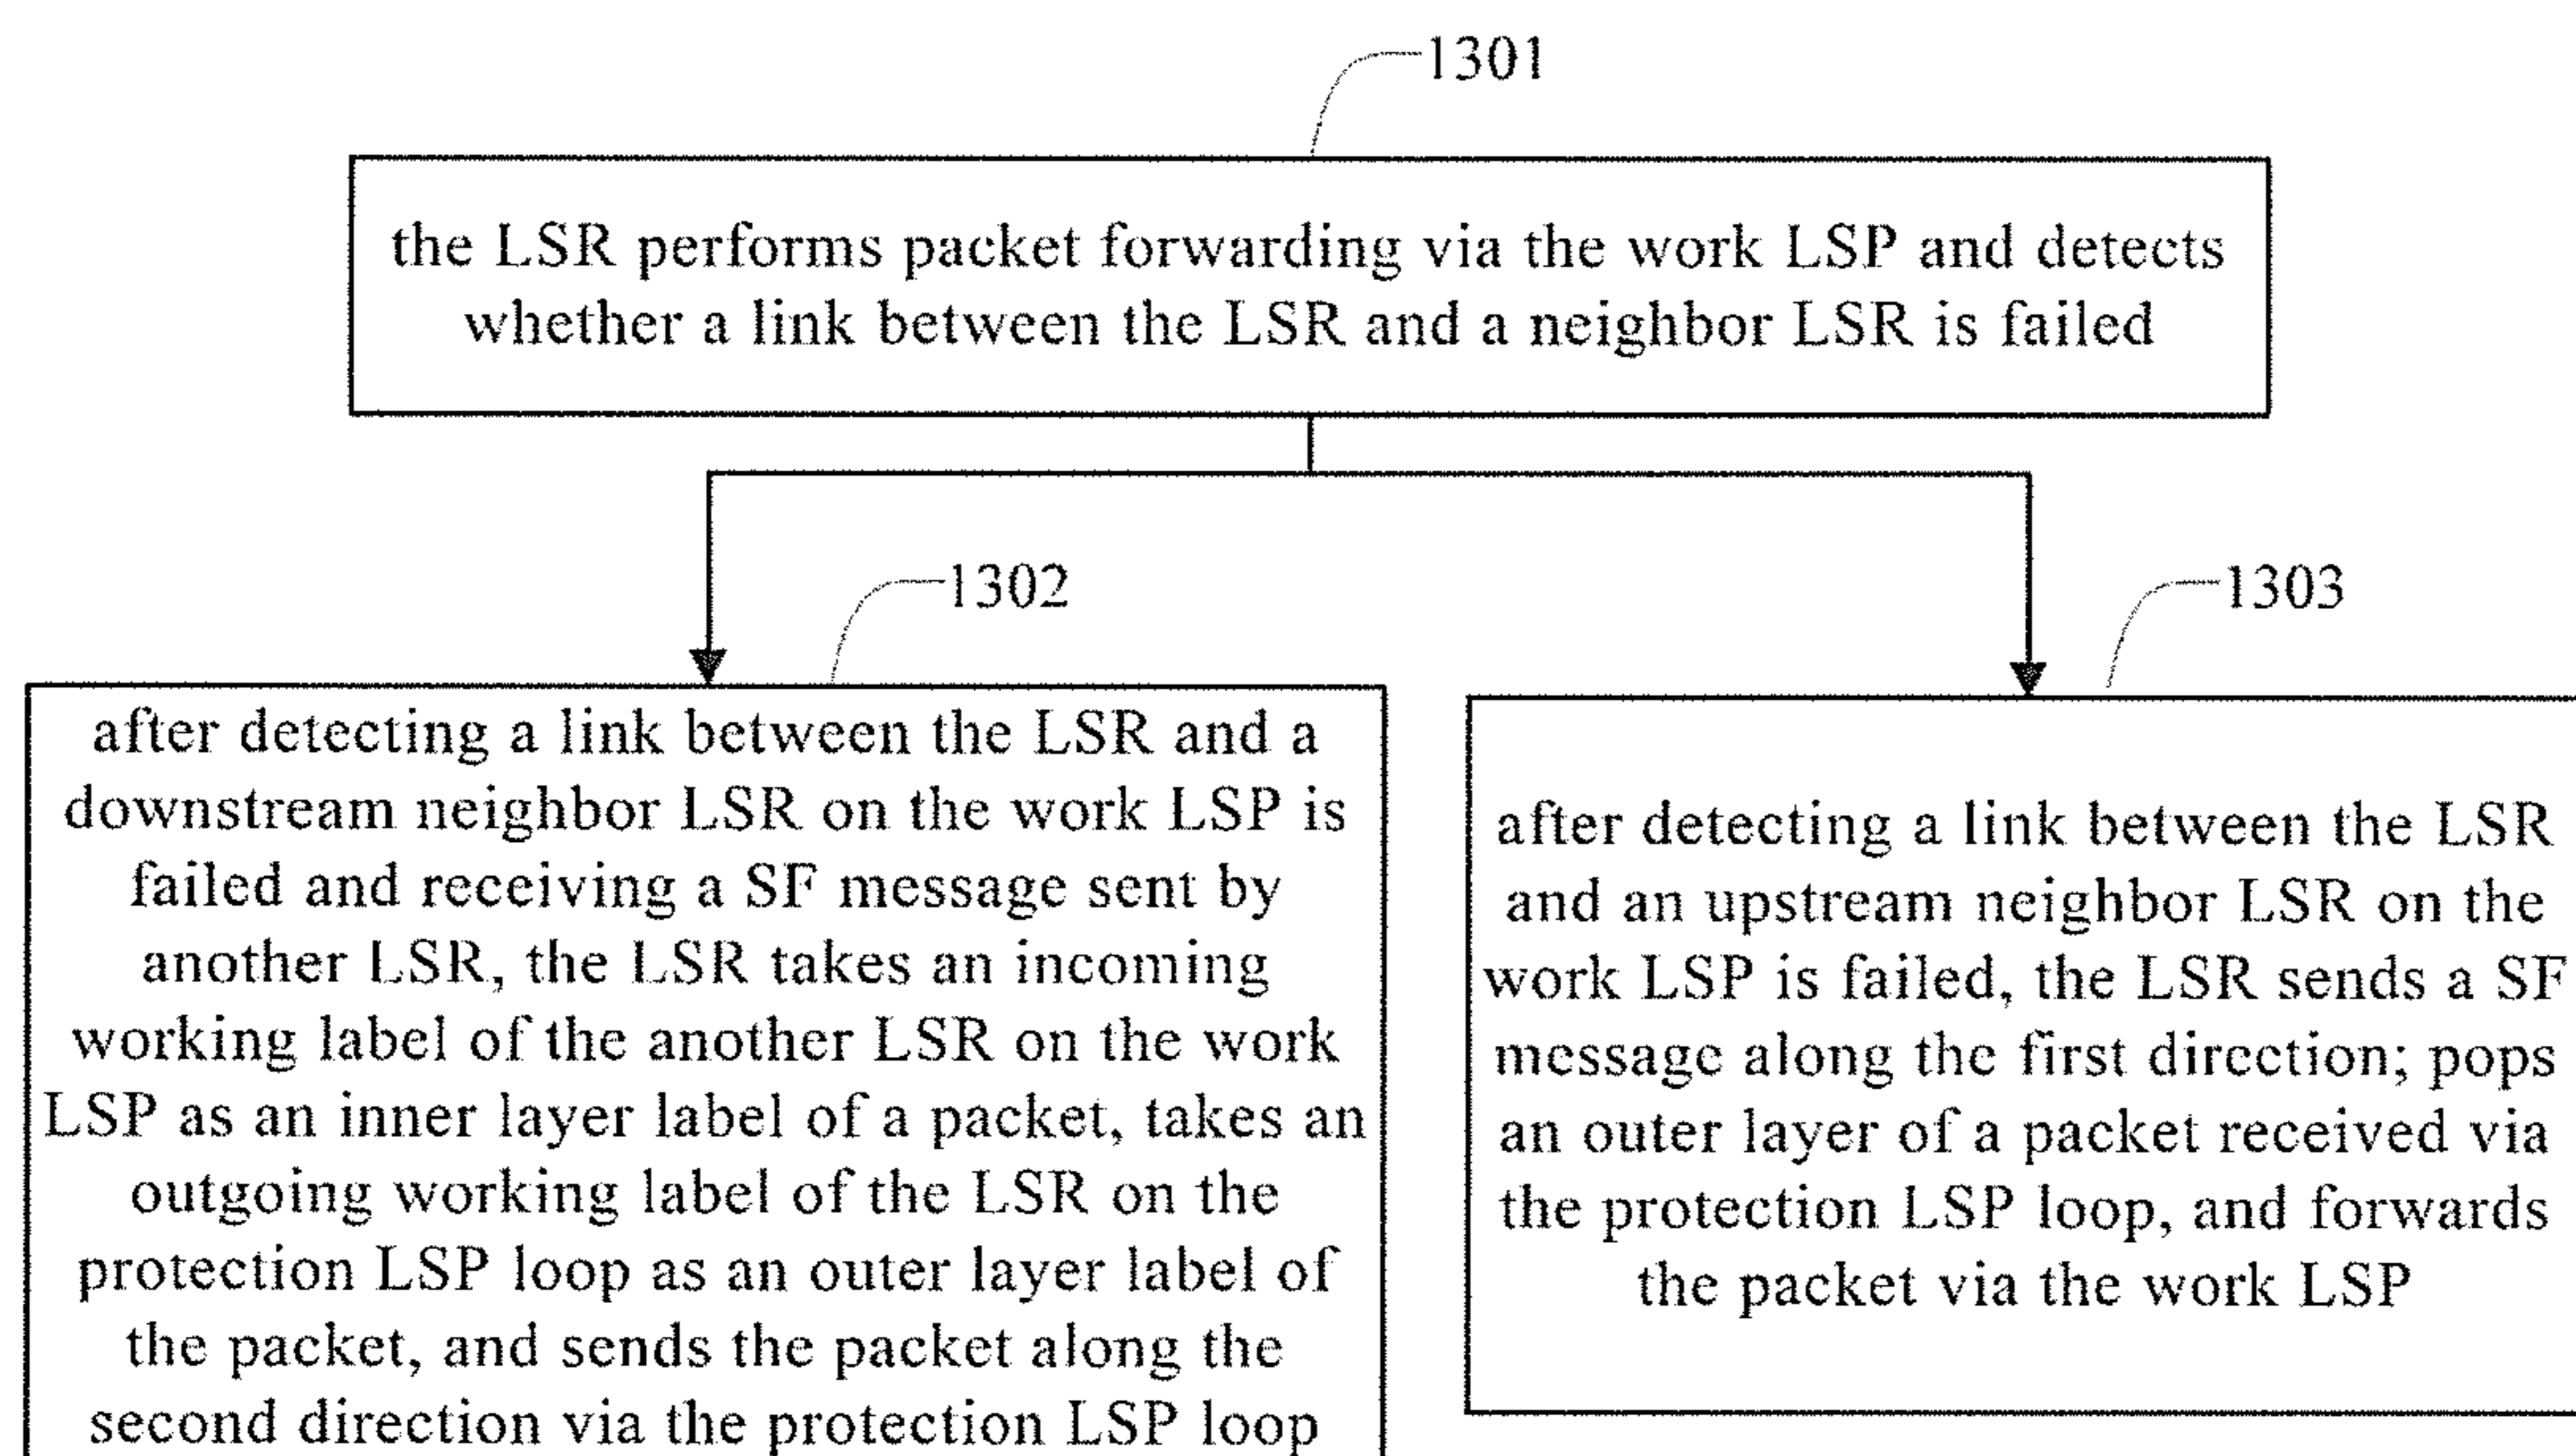 1301
the LSR performs packet forwarding via the work LSP and detects
whether a link between the LSR and a neighbor LSR is failed
1302
after detecting a link between the LSR and a
downstream neighbor LSR on the work LSP is
failed and receiving a SF message sent by
another LSR, the LSR takes an incoming
working label of the another LSR on the work
LSP as an inner layer label of a packet, takes an
outgoing working label of the LSR on the
protection LSP loop as an outer layer label of
the packet, and sends the packet along the
second direction via the protection LSP loop
1303
after detecting a link between the LSR
and an upstream neighbor LSR on the
work LSP is failed, the LSR sends a SF
message along the first direction; pops
an outer layer of a packet received via
the protection LSP loop, and forwards
the packet via the work LSP